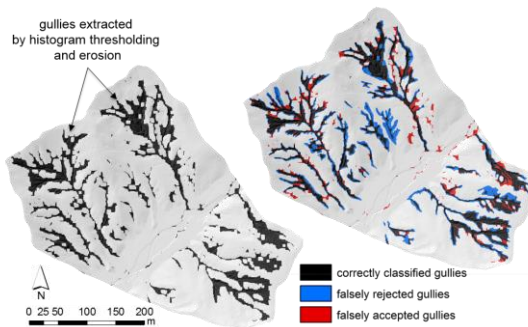 gullies extracted
by histogram thresholding
and erosion
N
0 25 50 100 150 200
m
correctly classified gullies
falsely rejected gullies
falsely accepted gullies